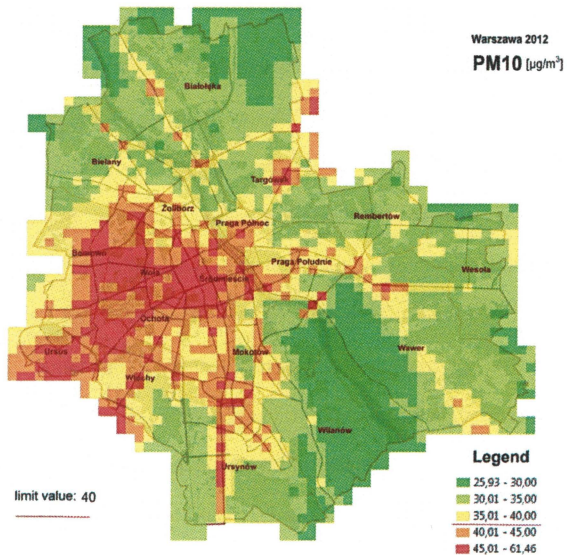 Warszawa 2012
PM10 [µg/m³]
Białołęka
Bielany
Targówek
Żoliborz
Praga Północ
Rembertów
Bemowo
Wola
Śródmieście
Praga Południe
Wesoła
Ochota
Ursus
Włochy
Mokotów
Wawer
Wilanów
Ursynów
limit value: 40
Legend
25,93 - 30,00
30,01 - 35,00
35,01 - 40,00
40,01 - 45,00
45,01 - 61,46